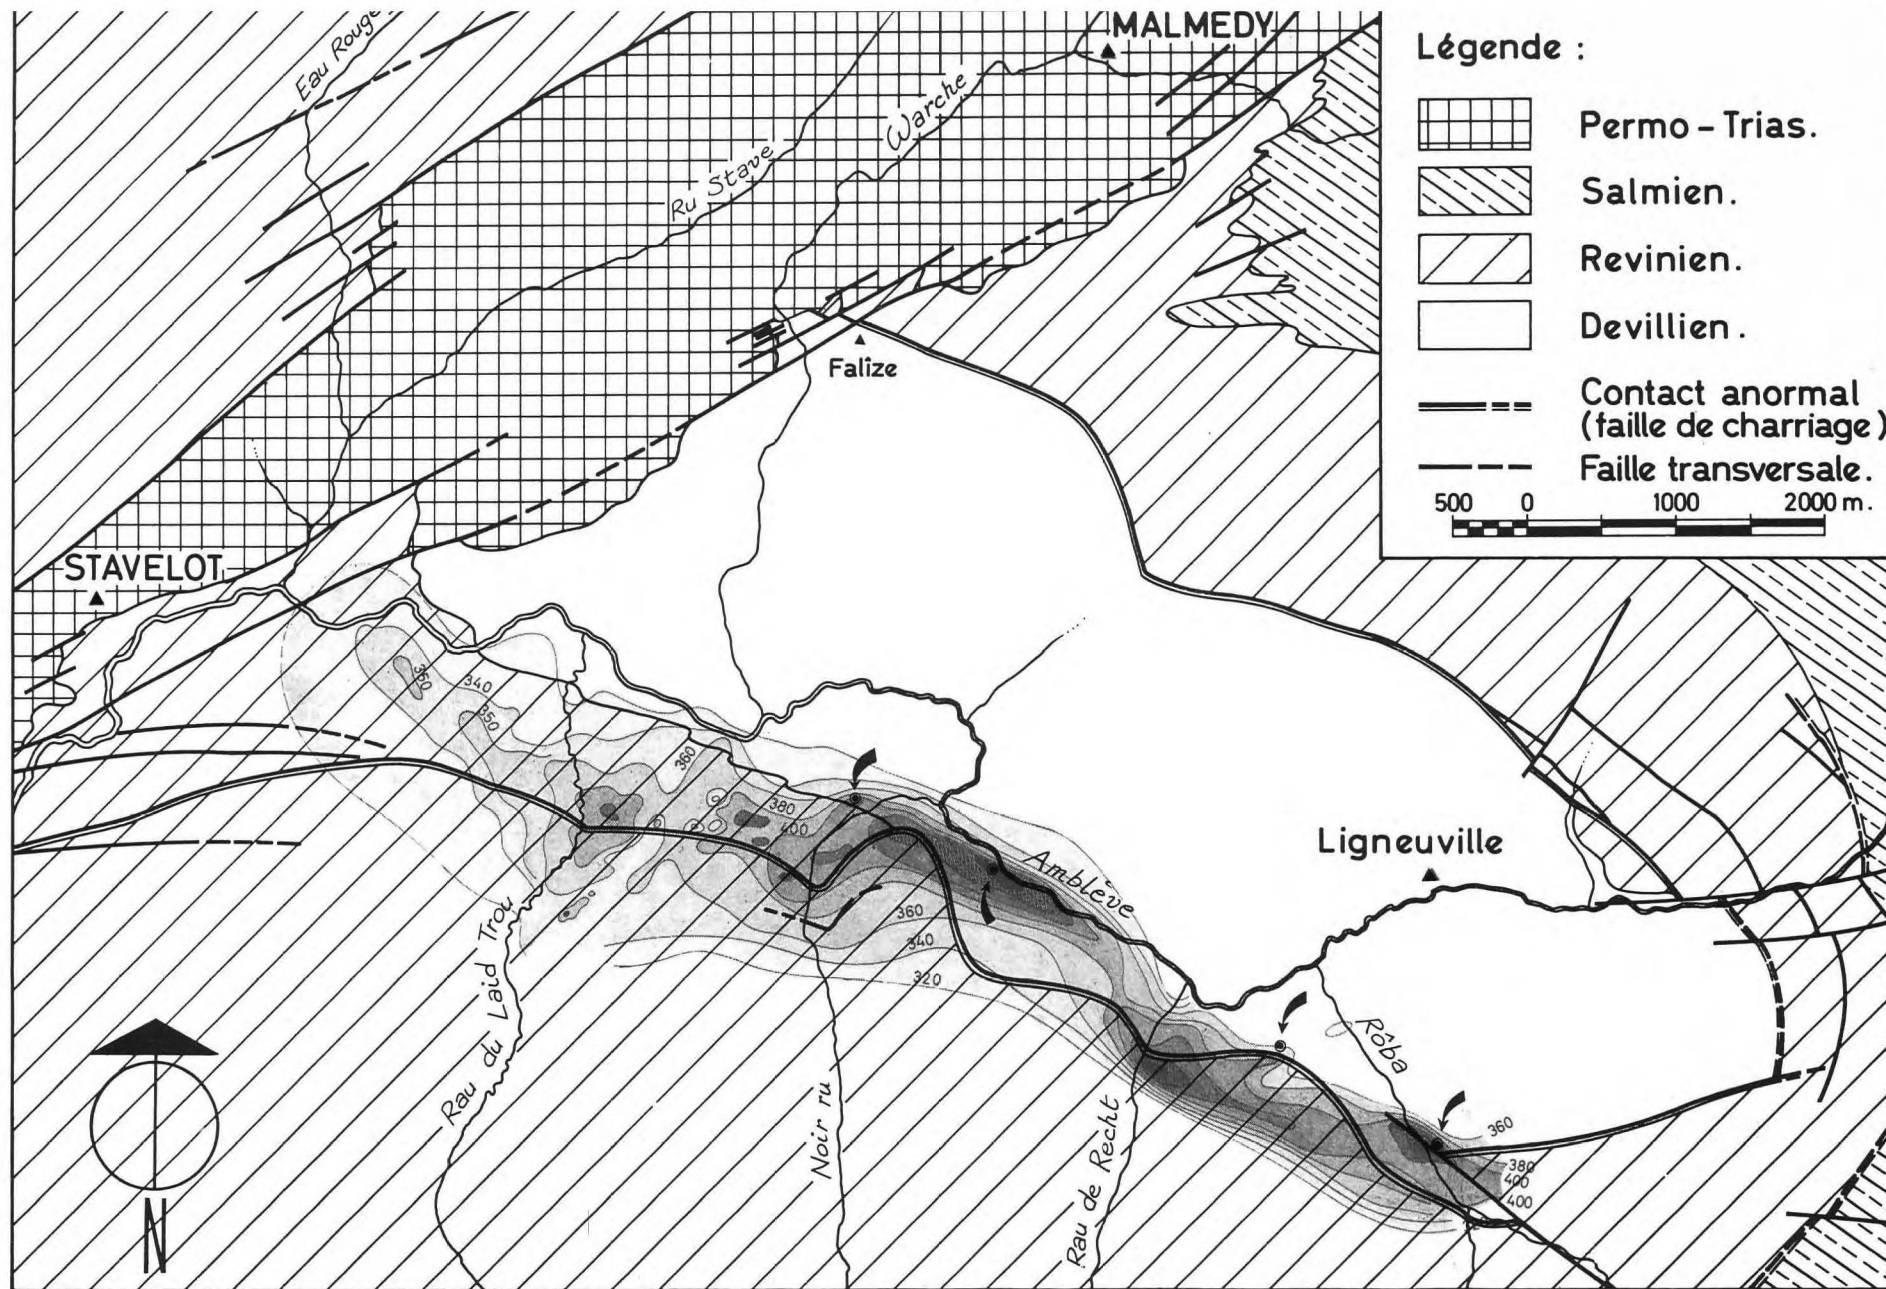 Eau Rouge
MALMEDY
Warche
Ru Stave
Légende :
Permo-Trias.
Salmien.
Revinien.
Devillien.
Contact anormal
(faille de charriage)
Faille transversale.
500 0 1000 2000 m.
Falîze
STAVELOT
360
340
350
360
380
400
Ligneuville
Amblève
360
340
320
Rau du Laid Trou
Noir ru
Rau de Recht
Rôba
360
380
400
400
N